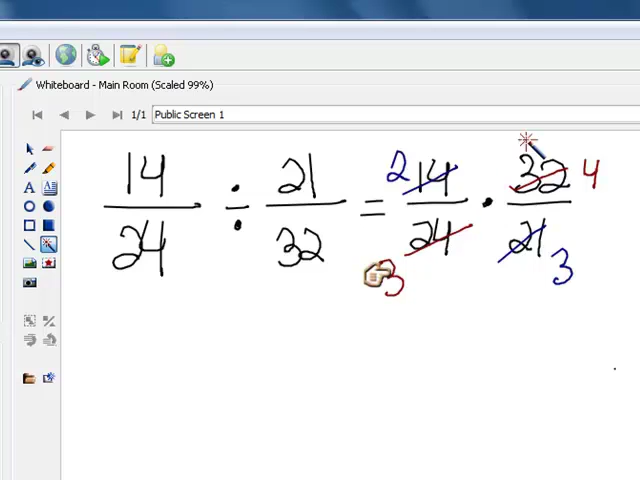 Whiteboard - Main Room (Scaled 99%)
1/1 Public Screen 1
A A
14/24 ÷ 21/32 = 2 14/24 3 · 32/21 4 3